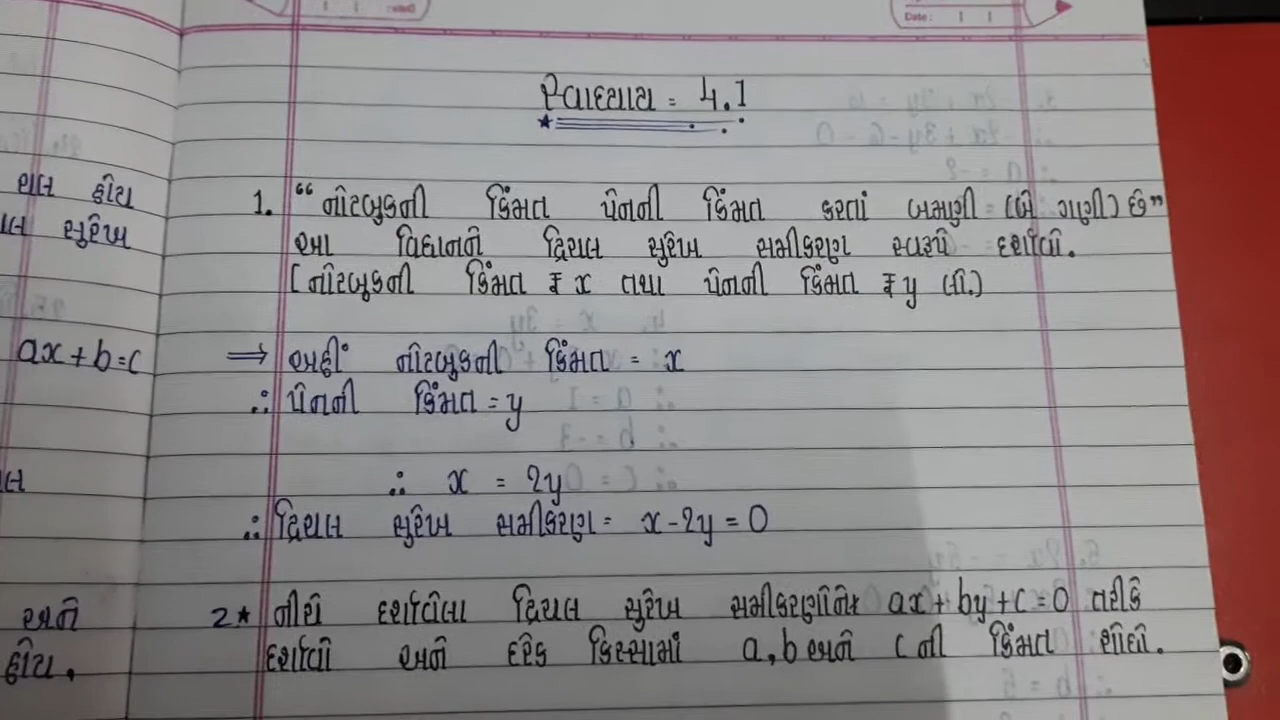 Date :
સ્વાધ્યાય = 4.1
શૂન્ય હોય
ત સુરેખ
1. “નોટબુકની કિંમત પેનની કિંમત કરતાં બમણી (બે ગણી) છે”
આ વિધાનને દ્વિચલ સુરેખ સમીકરણ સ્વરૂપે દર્શાવો.
[નોટબુકની કિંમત ₹ x તથા પેનની કિંમત ₹ y લો.)
ax + b = c
⇒ અહીં નોટબુકની કિંમત = x
∴ પેનની કિંમત = y
∴ x = 2y
∴ દ્વિચલ સુરેખ સમીકરણ = x - 2y = 0
અને
હોય.
2* નીચે દર્શાવેલા દ્વિચલ સુરેખ સમીકરણોને ax + by + c = 0 તરીકે
દર્શાવો અને દરેક કિસ્સામાં a, b અને c ની કિંમત શોધો.